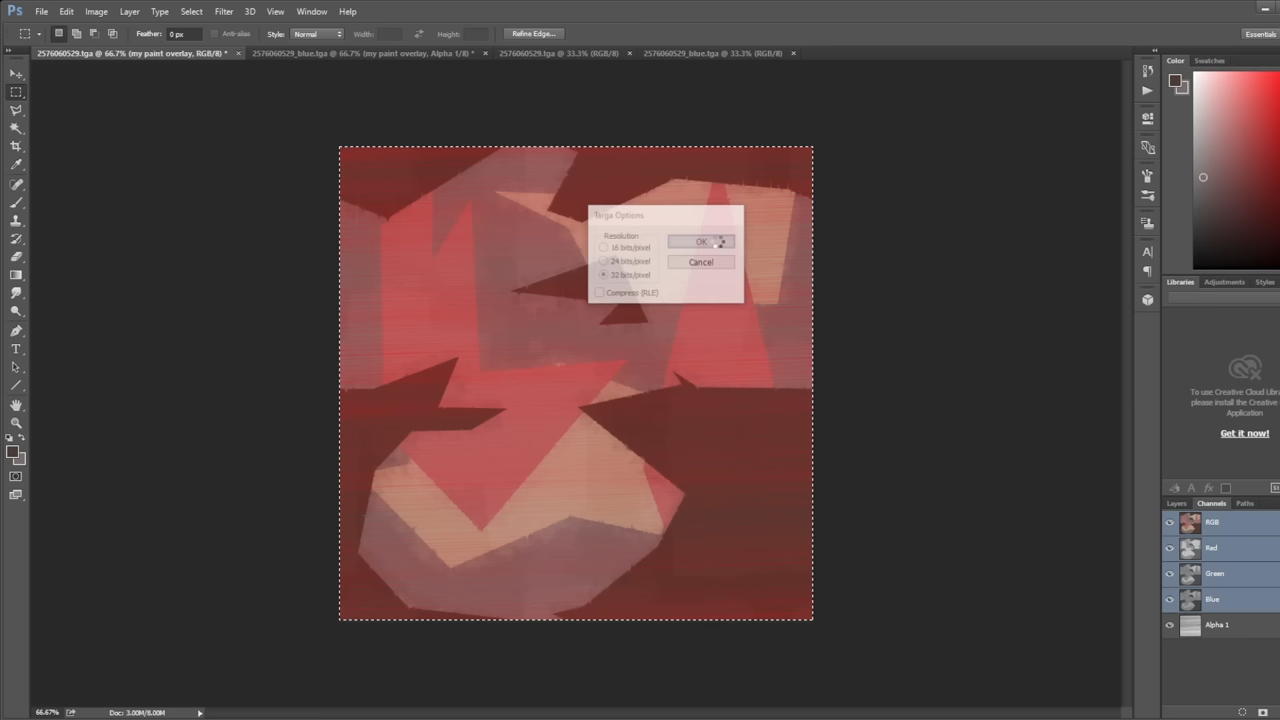 Ps File Edit Image Layer Type Select Filter 3D View Window Help
Feather: 0 px Anti-alias Style: Normal Width: Height: Refine Edge... Essentials
2576060529.tga @ 66.7% (my paint overlay, RGB/8) * × 2576060529_blue.tga @ 66.7% (my paint overlay, Alpha 1/8) * × 2576060529.tga @ 33.3% (RGB/8) × 2576060529_blue.tga @ 33.3% (RGB/8) ×
Color Swatches
Targa Options
Resolution
16 bits/pixel
24 bits/pixel
32 bits/pixel
Compress (RLE)
OK
Cancel
Libraries Adjustments Styles
To use Creative Cloud Libr
please install the Creative
Application
Get it now!
Layers Channels Paths
RGB
Red
Green
Blue
Alpha 1
66.67% Doc: 3.00M/8.00M